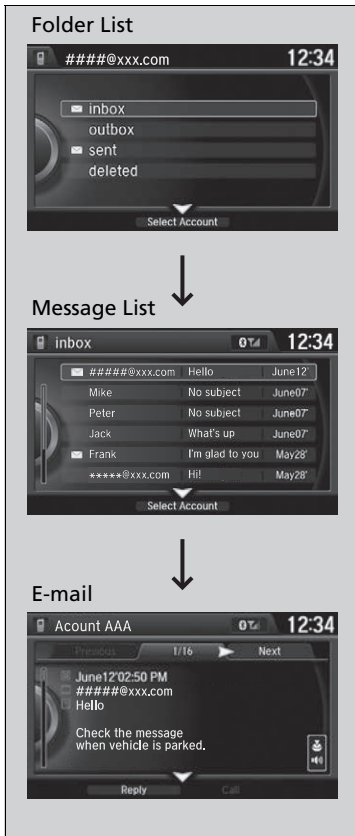 Folder List
####@xxx.com 12:34
inbox
outbox
sent
deleted
Select Account
Message List
inbox 12:34
#####@xxx.com Hello June12'
Mike No subject June07'
Peter No subject June07'
Jack What's up June07'
Frank I'm glad to you May28'
*****@xxx.com Hi! May28'
Select Account
E-mail
Acount AAA 12:34
Previous 1/16 Next
June12'02:50 PM
#####@xxx.com
Hello
Check the message
when vehicle is parked.
Reply Call